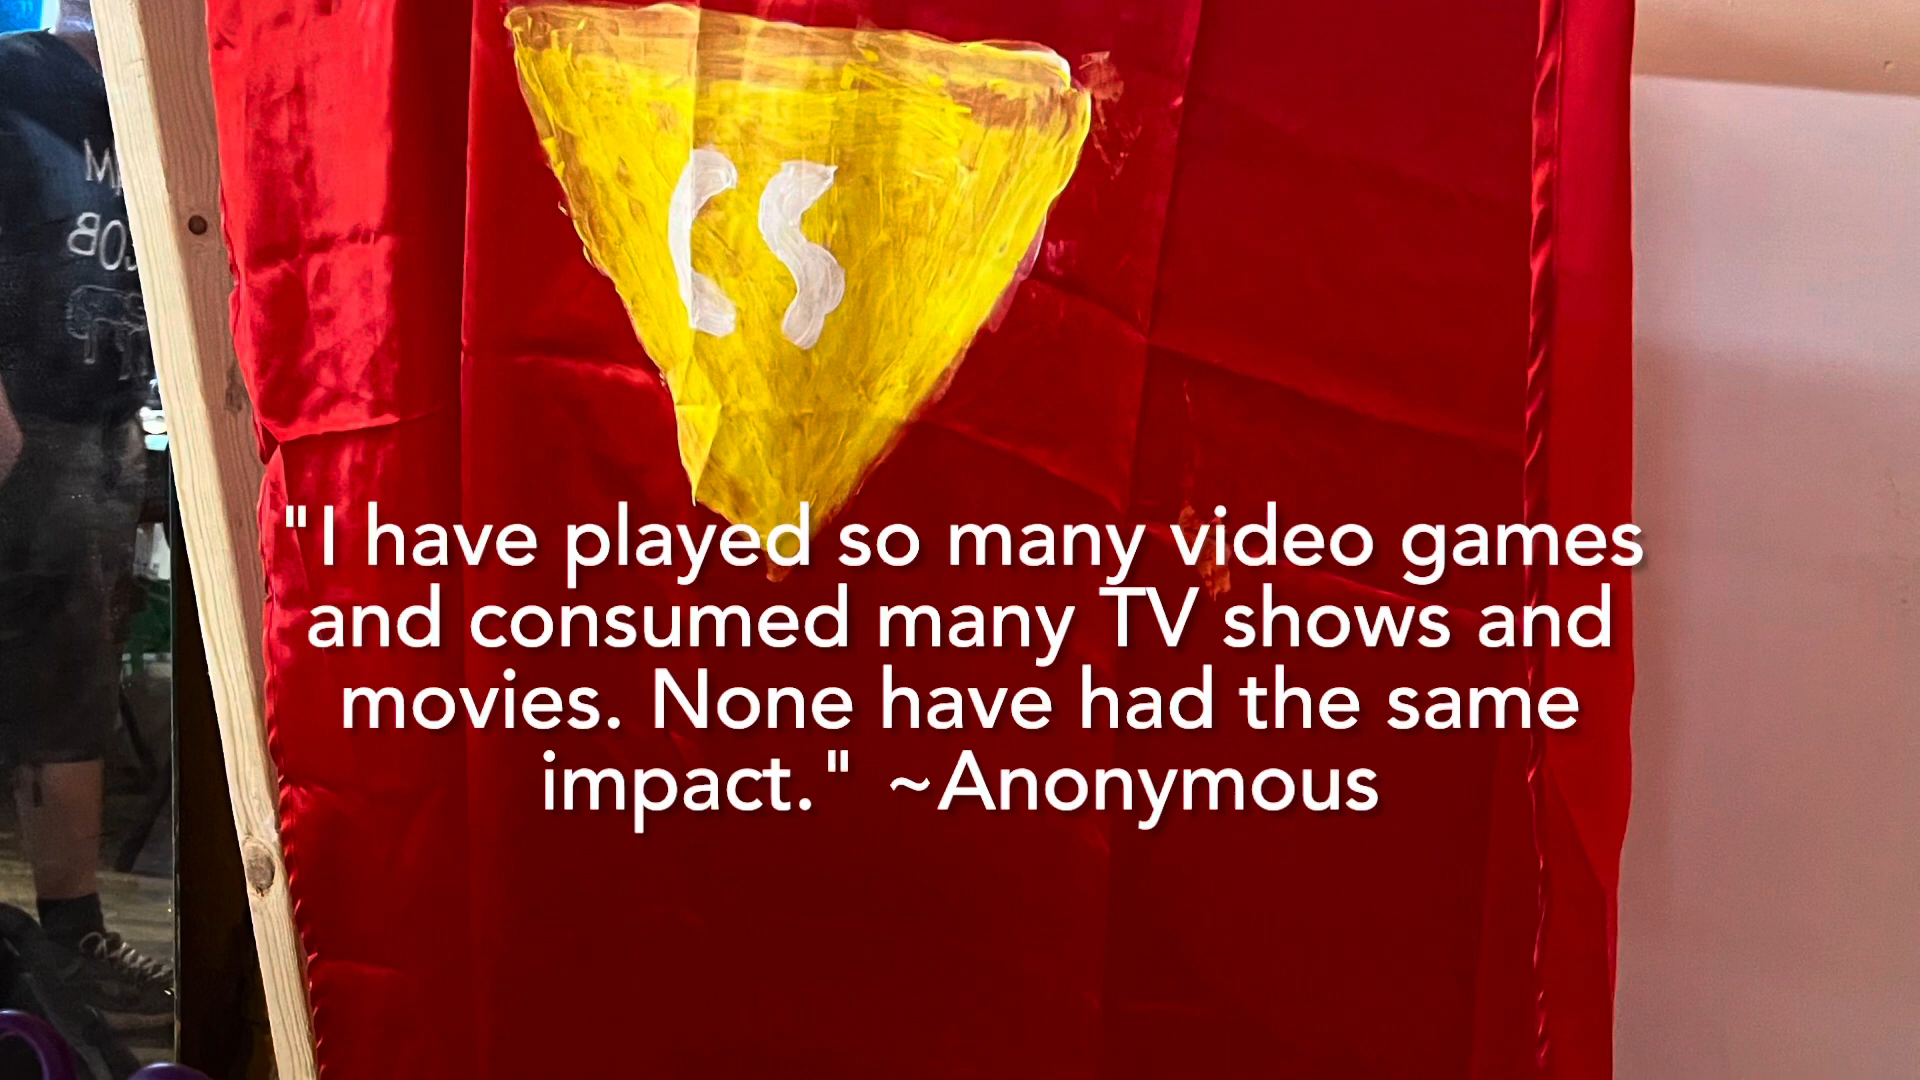 CS
"I have played so many video games
and consumed many TV shows and
movies. None have had the same
impact." ~Anonymous